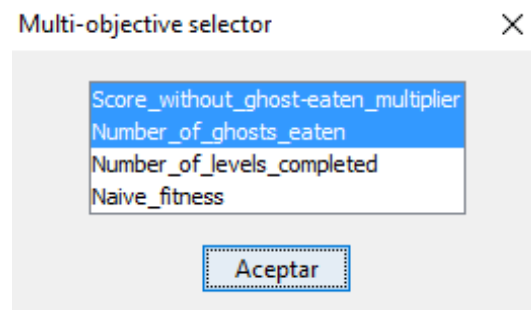 Multi-objective selector
Score_without_ghost-eaten_multiplier
Number_of_ghosts_eaten
Number_of_levels_completed
Naive_fitness
Aceptar